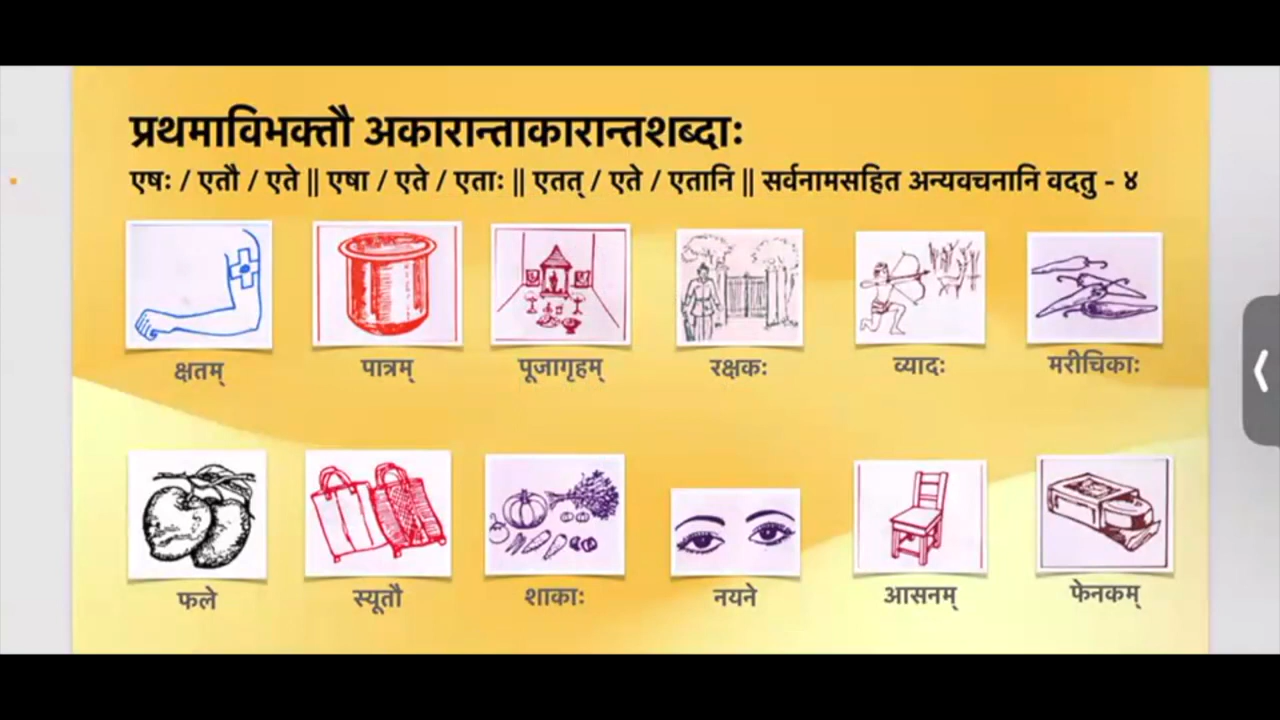 प्रथमाविभक्तौ अकारान्ताकारान्तशब्दाः
एषः / एतौ / एते || एषा / एते / एताः || एतत् / एते / एतानि || सर्वनामसहित अन्यवचनानि वदतु - ४
क्षतम् पात्रम् पूजागृहम् रक्षकः व्यादः मरीचिकाः
फले स्यूतौ शाकाः नयने आसनम् फेनकम्